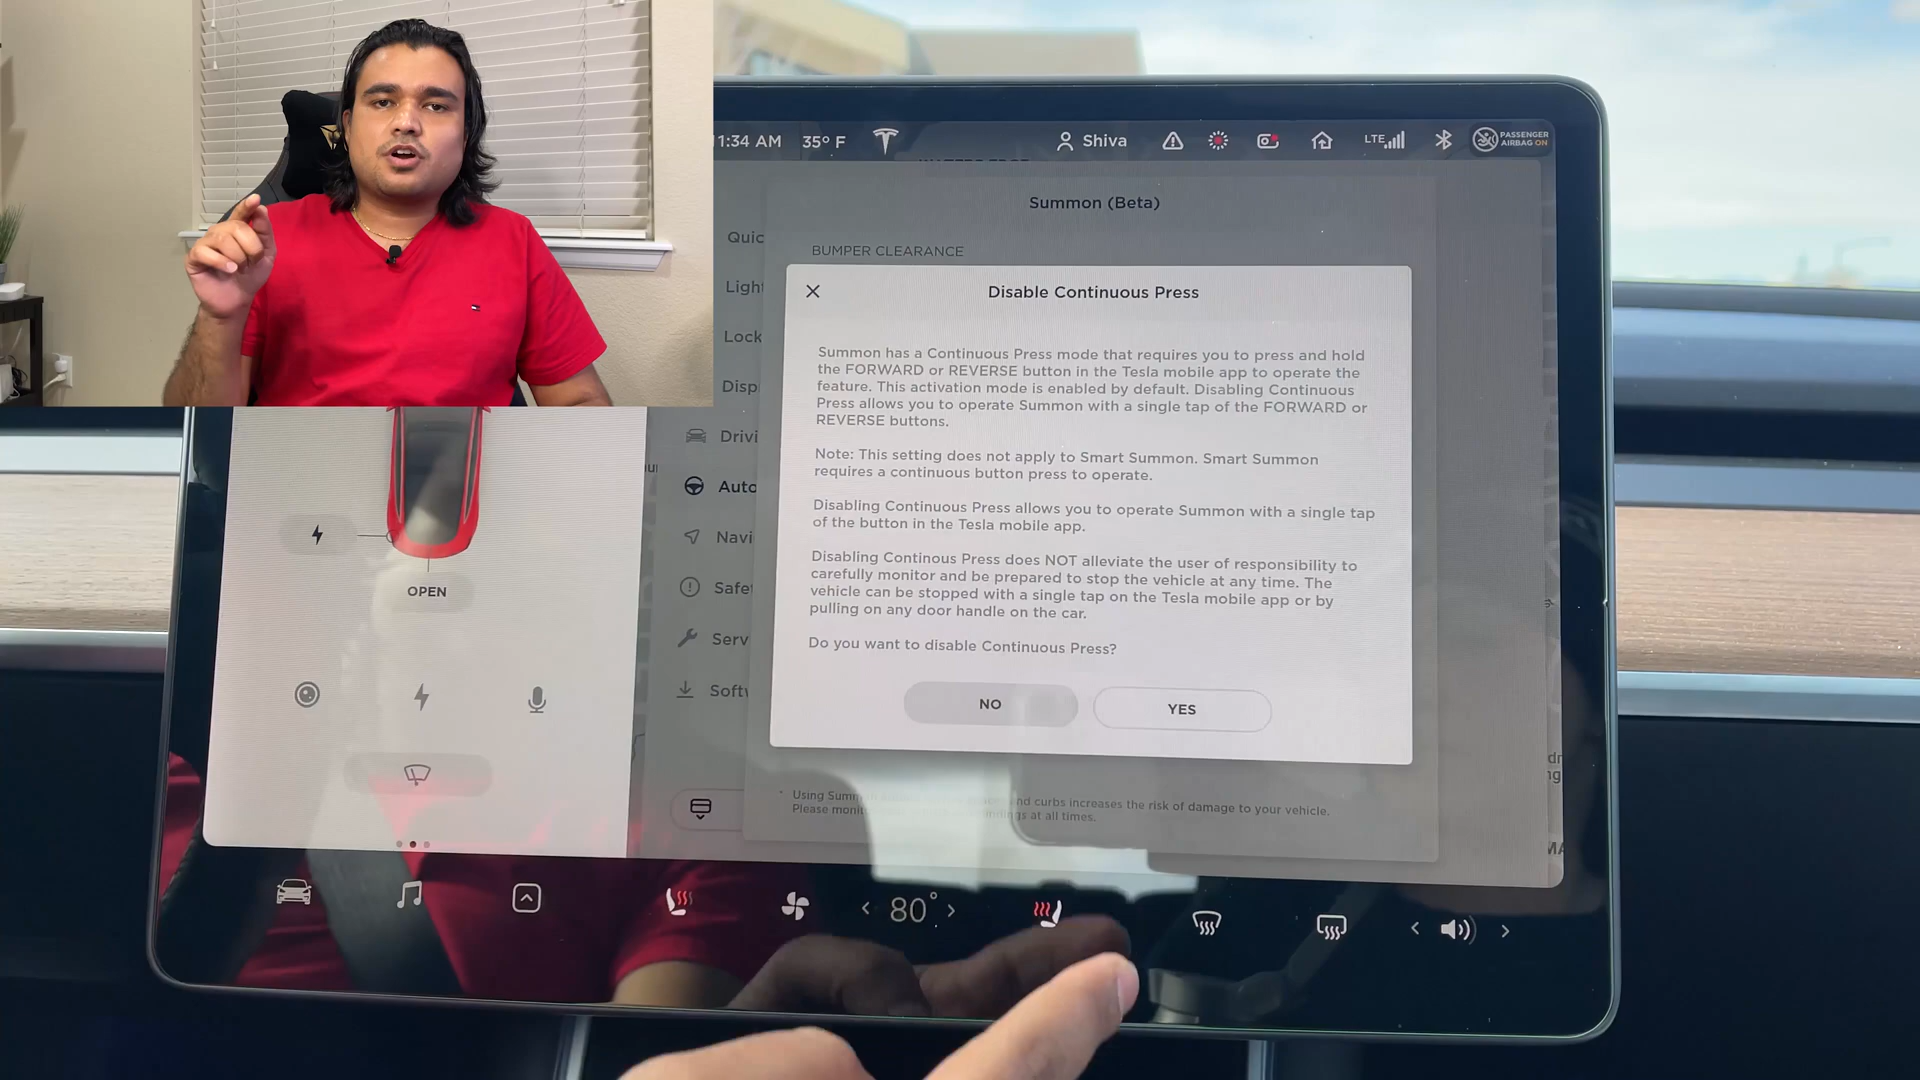 1:34 AM 35° F Shiva LTE PASSENGER
AIRBAG ON
Summon (Beta)
BUMPER CLEARANCE
Quic
Light
Lock
Disp
Drivi
Auto
Navi
Safe
Serv
Softw
Disable Continuous Press
Summon has a Continuous Press mode that requires you to press and hold
the FORWARD or REVERSE button in the Tesla mobile app to operate the
feature. This activation mode is enabled by default. Disabling Continuous
Press allows you to operate Summon with a single tap of the FORWARD or
REVERSE buttons.
Note: This setting does not apply to Smart Summon. Smart Summon
requires a continuous button press to operate.
Disabling Continuous Press allows you to operate Summon with a single tap
of the button in the Tesla mobile app.
Disabling Continous Press does NOT alleviate the user of responsibility to
carefully monitor and be prepared to stop the vehicle at any time. The
vehicle can be stopped with a single tap on the Tesla mobile app or by
pulling on any door handle on the car.
Do you want to disable Continuous Press?
NO YES
OPEN
Using Summ nd curbs increases the risk of damage to your vehicle.
Please monit gs at all times.
80°